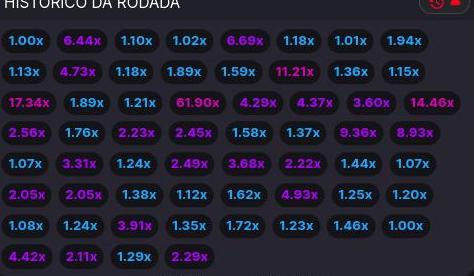 HISTÓRICO DA RODADA
1.00x 6.44x 1.10x 1.02x 6.69x 1.18x 1.01x 1.94x
1.13x 4.73x 1.18x 1.89x 1.59x 11.21x 1.36x 1.15x
17.34x 1.89x 1.21x 61.90x 4.29x 4.37x 3.60x 14.46x
2.56x 1.76x 2.23x 2.45x 1.58x 1.37x 9.36x 8.93x
1.07x 3.31x 1.24x 2.49x 3.68x 2.22x 1.44x 1.07x
2.05x 2.05x 1.38x 1.12x 1.62x 4.93x 1.25x 1.20x
1.08x 1.24x 3.91x 1.35x 1.72x 1.23x 1.46x 1.00x
4.42x 2.11x 1.29x 2.29x